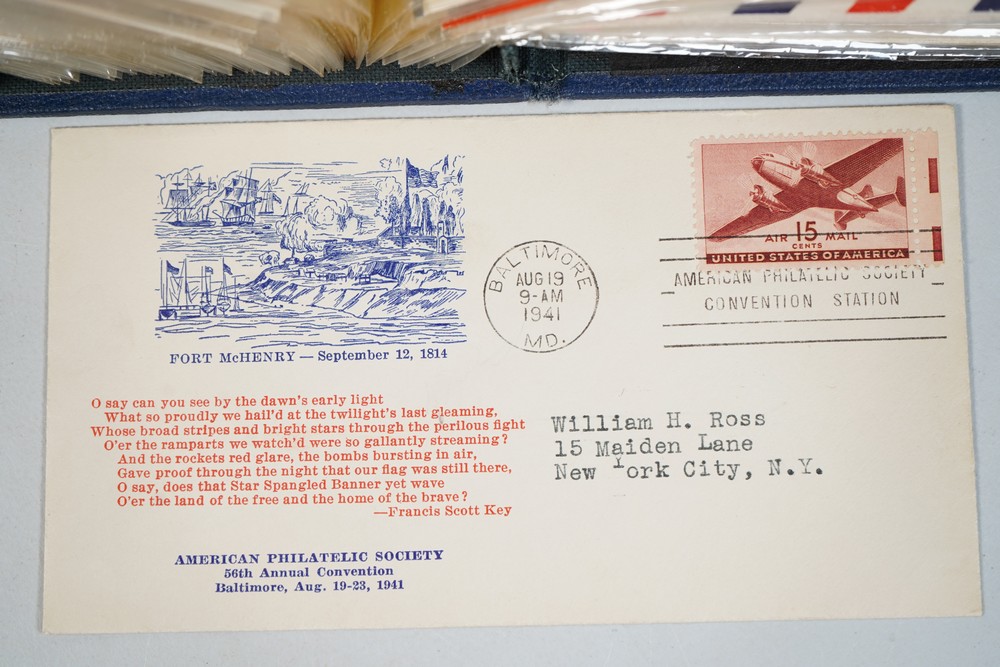 FORT McHENRY — September 12, 1814
O say can you see by the dawn's early light
What so proudly we hail'd at the twilight's last gleaming,
Whose broad stripes and bright stars through the perilous fight
O'er the ramparts we watch'd were so gallantly streaming?
And the rockets red glare, the bombs bursting in air,
Gave proof through the night that our flag was still there,
O say, does that Star Spangled Banner yet wave
O'er the land of the free and the home of the brave?
—Francis Scott Key
AMERICAN PHILATELIC SOCIETY
56th Annual Convention
Baltimore, Aug. 19-23, 1941
BALTIMORE
AUG 19
9-AM
1941
MD.
AIR 15 MAIL
CENTS
UNITED STATES OF AMERICA
AMERICAN PHILATELIC SOCIETY
CONVENTION STATION
William H. Ross
15 Maiden Lane
New York City, N.Y.